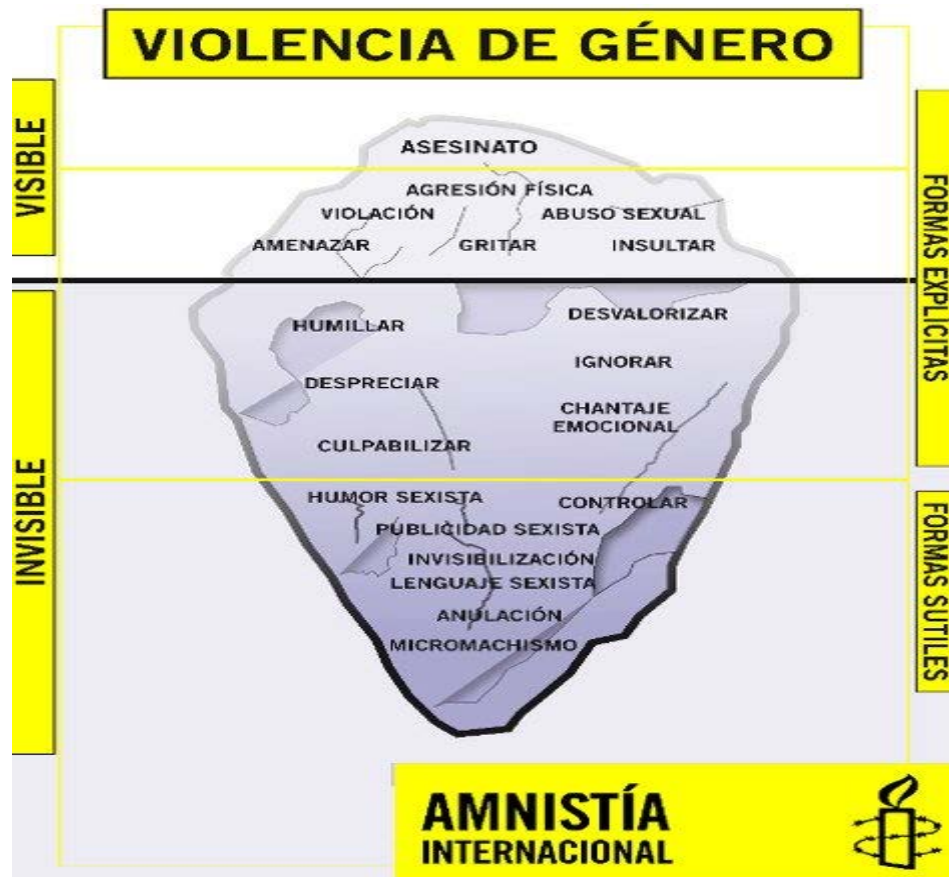 VIOLENCIA DE GÉNERO
VISIBLE
FORMAS EXPLÍCITAS
ASESINATO
AGRESIÓN FÍSICA
VIOLACIÓN
ABUSO SEXUAL
AMENAZAR
GRITAR
INSULTAR
INVISIBLE
HUMILLAR
DESVALORIZAR
IGNORAR
DESPRECIAR
CHANTAJE
EMOCIONAL
CULPABILIZAR
FORMAS SUTILES
HUMOR SEXISTA
CONTROLAR
PUBLICIDAD SEXISTA
INVISIBILIZACIÓN
LENGUAJE SEXISTA
ANULACIÓN
MICROMACHISMO
AMNISTÍA
INTERNACIONAL